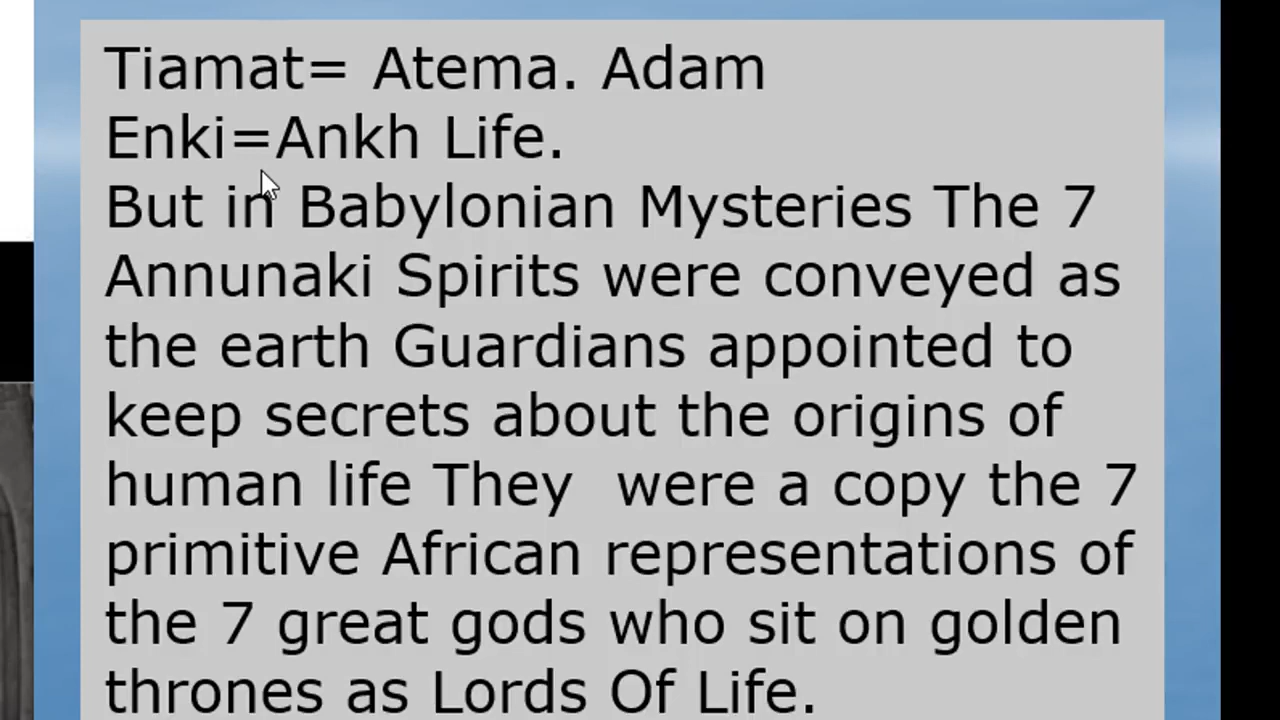 Tiamat= Atema. Adam
Enki=Ankh Life.
But in Babylonian Mysteries The 7
Annunaki Spirits were conveyed as
the earth Guardians appointed to
keep secrets about the origins of
human life They  were a copy the 7
primitive African representations of
the 7 great gods who sit on golden
thrones as Lords Of Life.